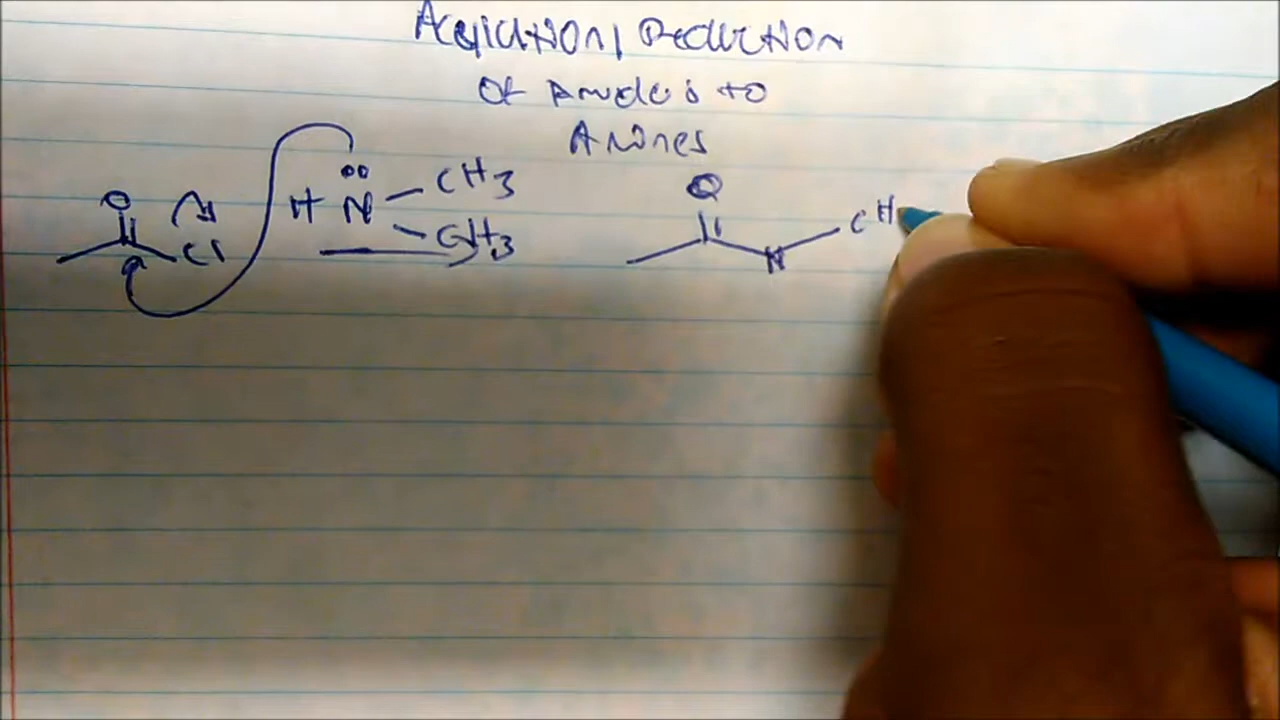 Acylation/Reduction
Of Amides to
Amines
O
Cl
H N CH3
CH3
O
N
CH